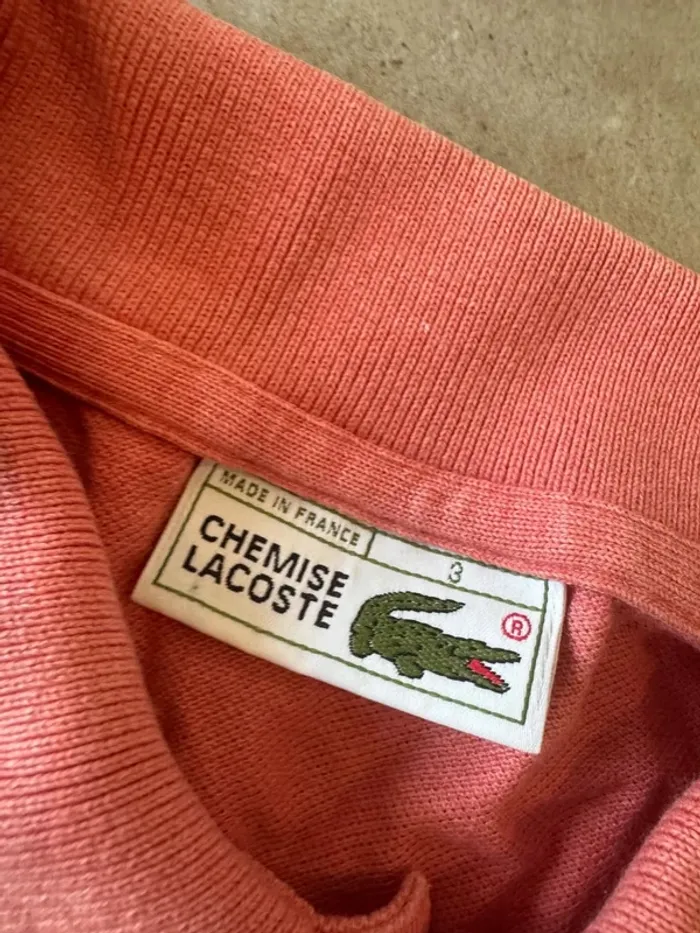 MADE IN FRANCE
3
CHEMISE
LACOSTE
®